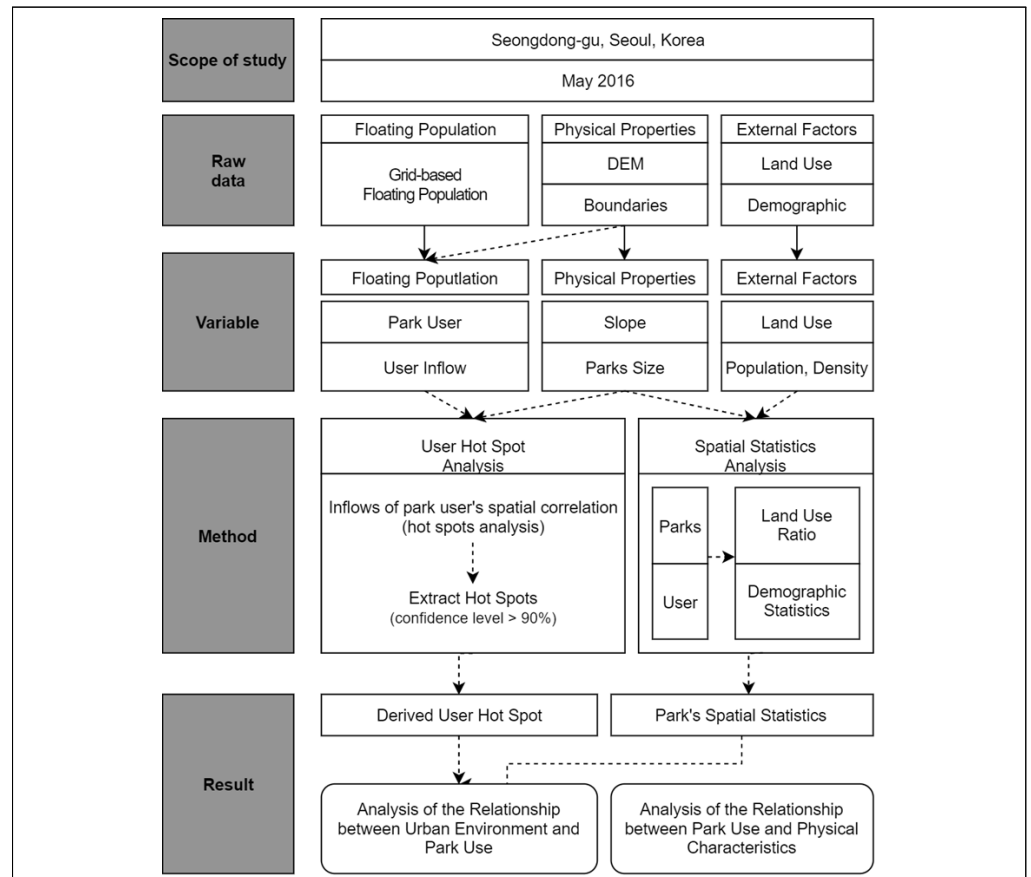 Scope of study
Seongdong-gu, Seoul, Korea
May 2016
Raw
data
Floating Population
Grid-based
Floating Population
Physical Properties
DEM
Boundaries
External Factors
Land Use
Demographic
Variable
Floating Poputlation
Park User
User Inflow
Physical Properties
Slope
Parks Size
External Factors
Land Use
Population, Density
Method
User Hot Spot
Analysis
Inflows of park user's spatial correlation
(hot spots analysis)
Extract Hot Spots
(confidence level > 90%)
Spatial Statistics
Analysis
Parks
User
Land Use
Ratio
Demographic
Statistics
Result
Derived User Hot Spot
Park's Spatial Statistics
Analysis of the Relationship
between Urban Environment and
Park Use
Analysis of the Relationship
between Park Use and Physical
Characteristics